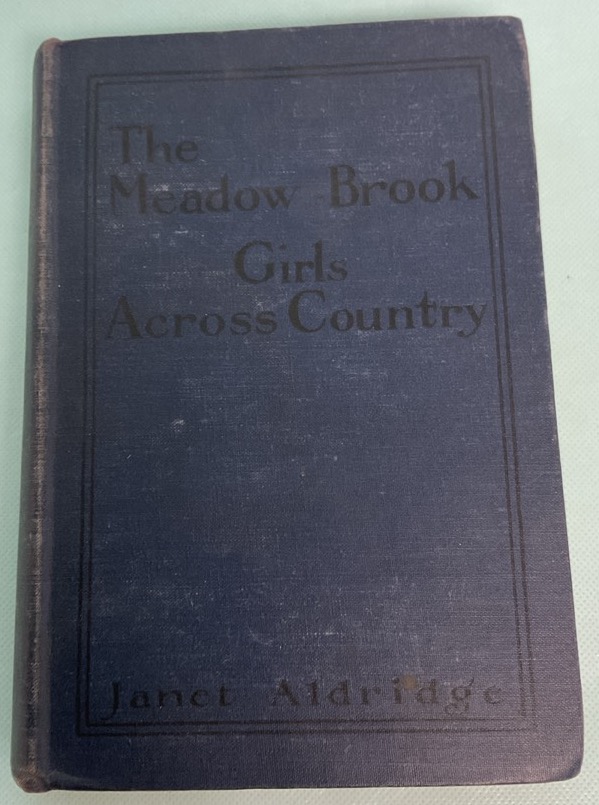 The
Meadow Brook
Girls
Across Country
Janet Aldridge